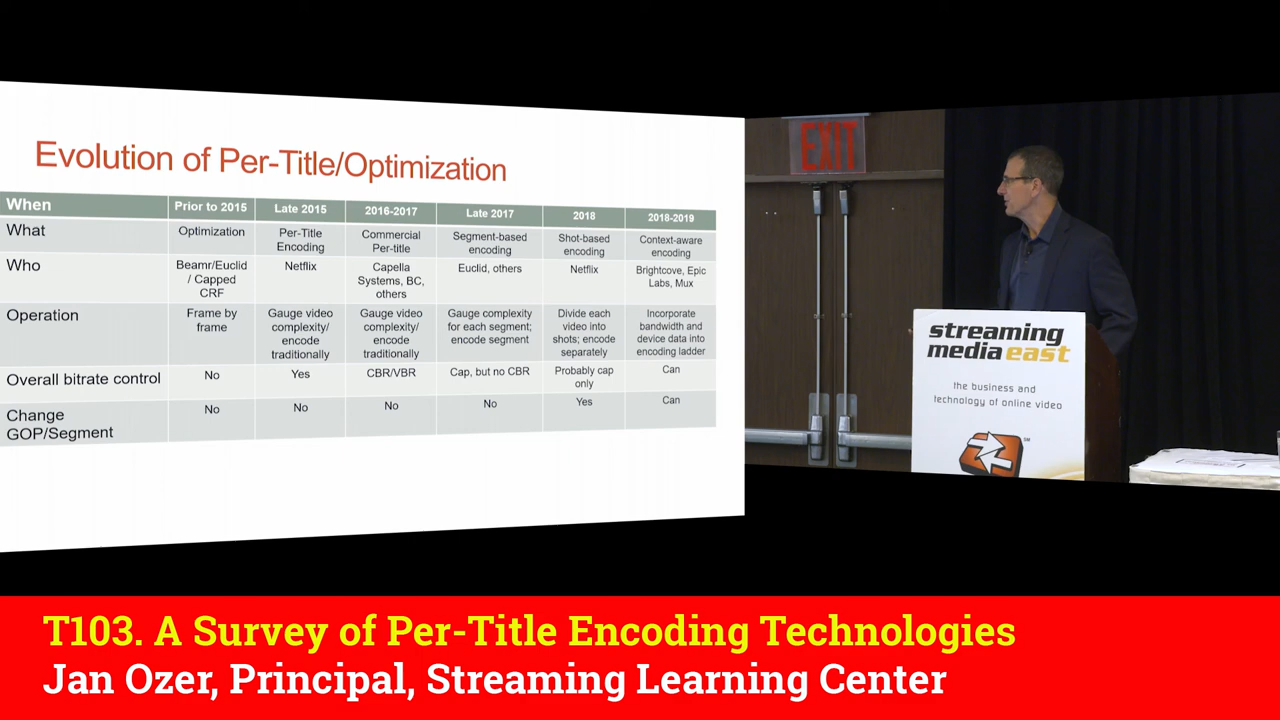 Evolution of Per-Title/Optimization
When Prior to 2015 Late 2015 2016-2017 Late 2017 2018 2018-2019
What Optimization Per-Title Encoding Commercial Per-title Segment-based encoding Shot-based encoding Context-aware encoding
Who Beamr/Euclid / Capped CRF Netflix Capella Systems, BC, others Euclid, others Netflix Brightcove, Epic Labs, Mux
Operation Frame by frame Gauge video complexity/ encode traditionally Gauge video complexity/ encode traditionally Gauge complexity for each segment; encode segment Divide each video into shots; encode separately Incorporate bandwidth and device data into encoding ladder
Overall bitrate control No Yes CBR/VBR Cap, but no CBR Probably cap only Can
Change GOP/Segment No No No No Yes Can
EXIT
streaming
media east
the business and
technology of online video
SM
T103. A Survey of Per-Title Encoding Technologies
Jan Ozer, Principal, Streaming Learning Center